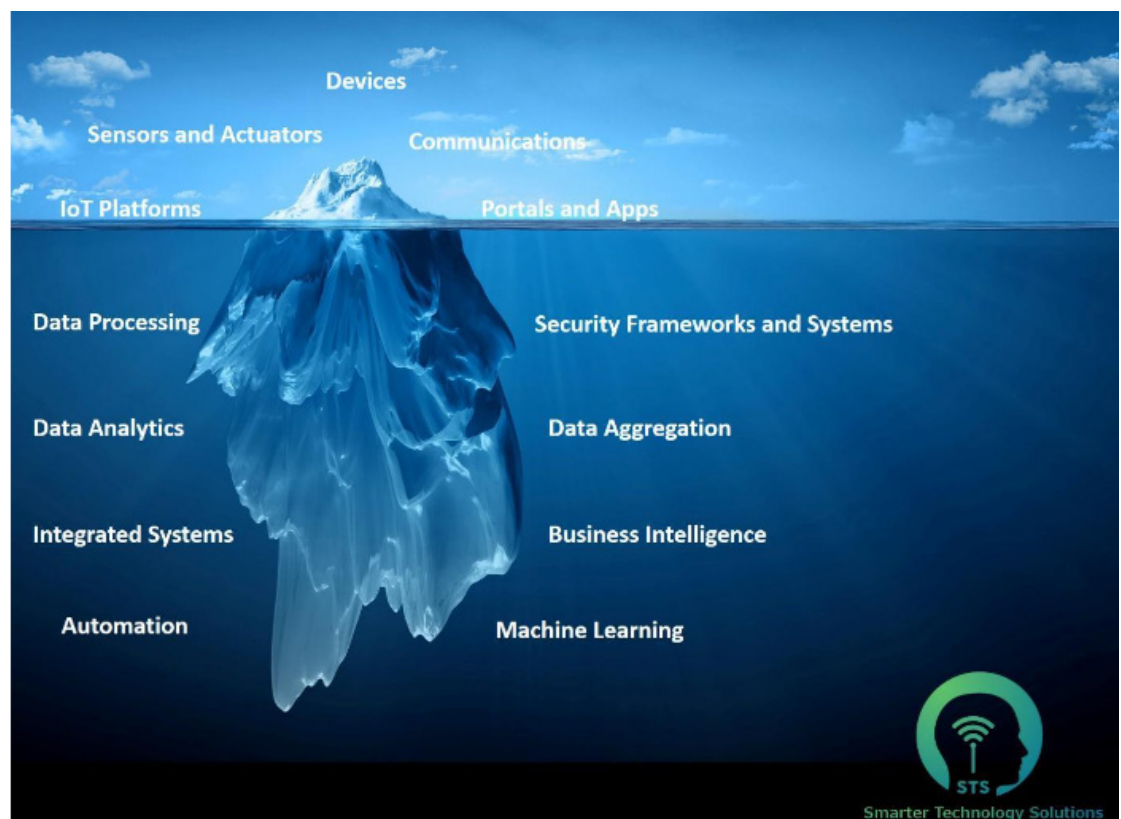 Devices
Sensors and Actuators
Communications
IoT Platforms
Portals and Apps
Data Processing
Security Frameworks and Systems
Data Analytics
Data Aggregation
Integrated Systems
Business Intelligence
Automation
Machine Learning
STS
Smarter Technology Solutions